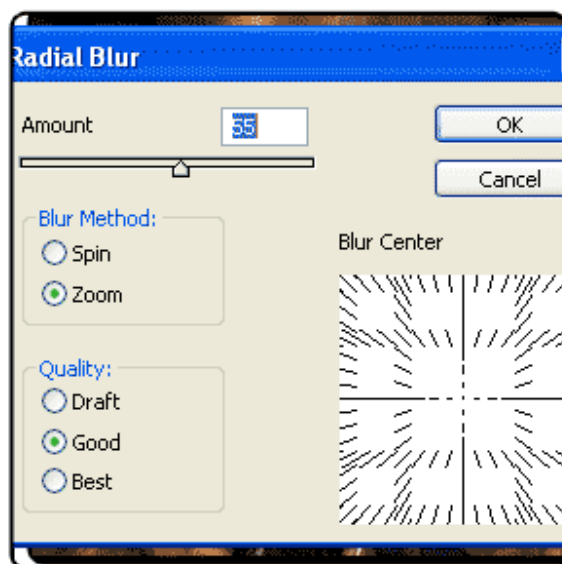 Radial Blur
Amount 55
OK
Cancel
Blur Method:
Spin
Zoom
Blur Center
Quality:
Draft
Good
Best